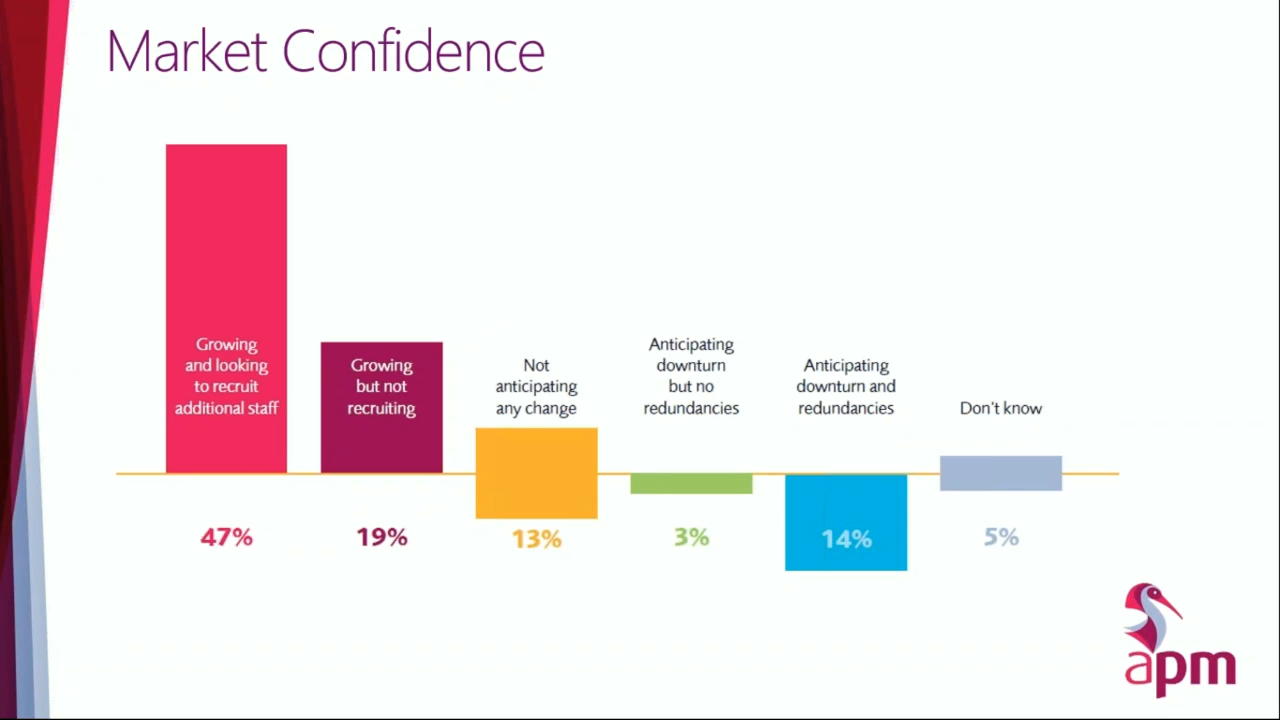 Market Confidence
Growing
and looking
to recruit
additional staff
Growing
but not
recruiting
Not
anticipating
any change
Anticipating
downturn
but no
redundancies
Anticipating
downturn and
redundancies
Don't know
47%
19%
13%
3%
14%
5%
apm